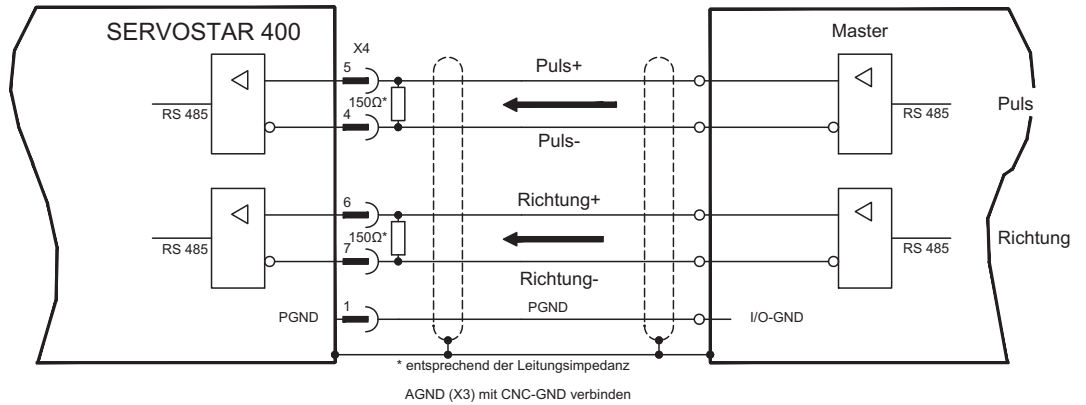 SERVOSTAR 400
X4
Master
5
Puls+
RS 485
150Ω*
RS 485
Puls
4
Puls-
6
Richtung+
RS 485
150Ω*
RS 485
Richtung
7
Richtung-
PGND
1
PGND
I/O-GND
* entsprechend der Leitungsimpedanz
AGND (X3) mit CNC-GND verbinden